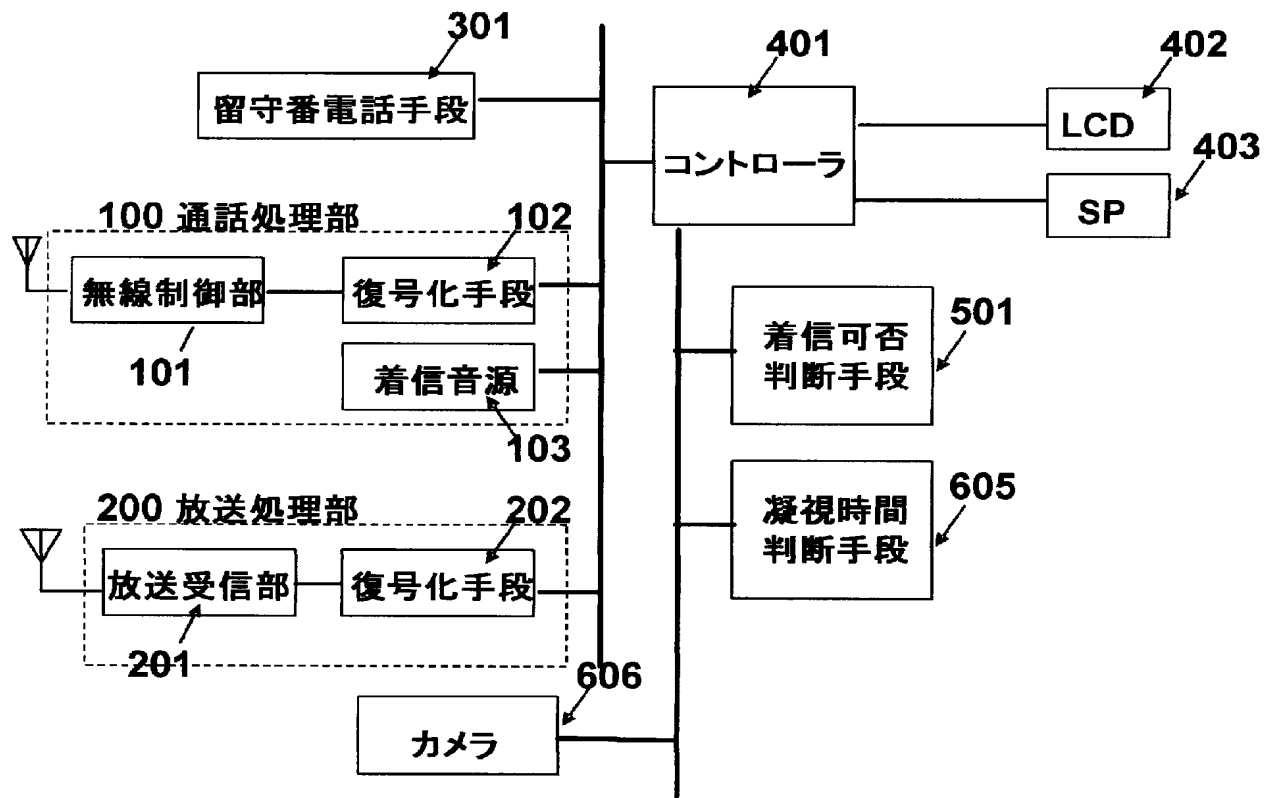 301
留守番電話手段
401
コントローラ
402
LCD
403
SP
100 通話処理部
102
無線制御部
復号化手段
101
着信音源
103
501
着信可否
判断手段
200 放送処理部
202
放送受信部
復号化手段
201
605
凝視時間
判断手段
606
カメラ